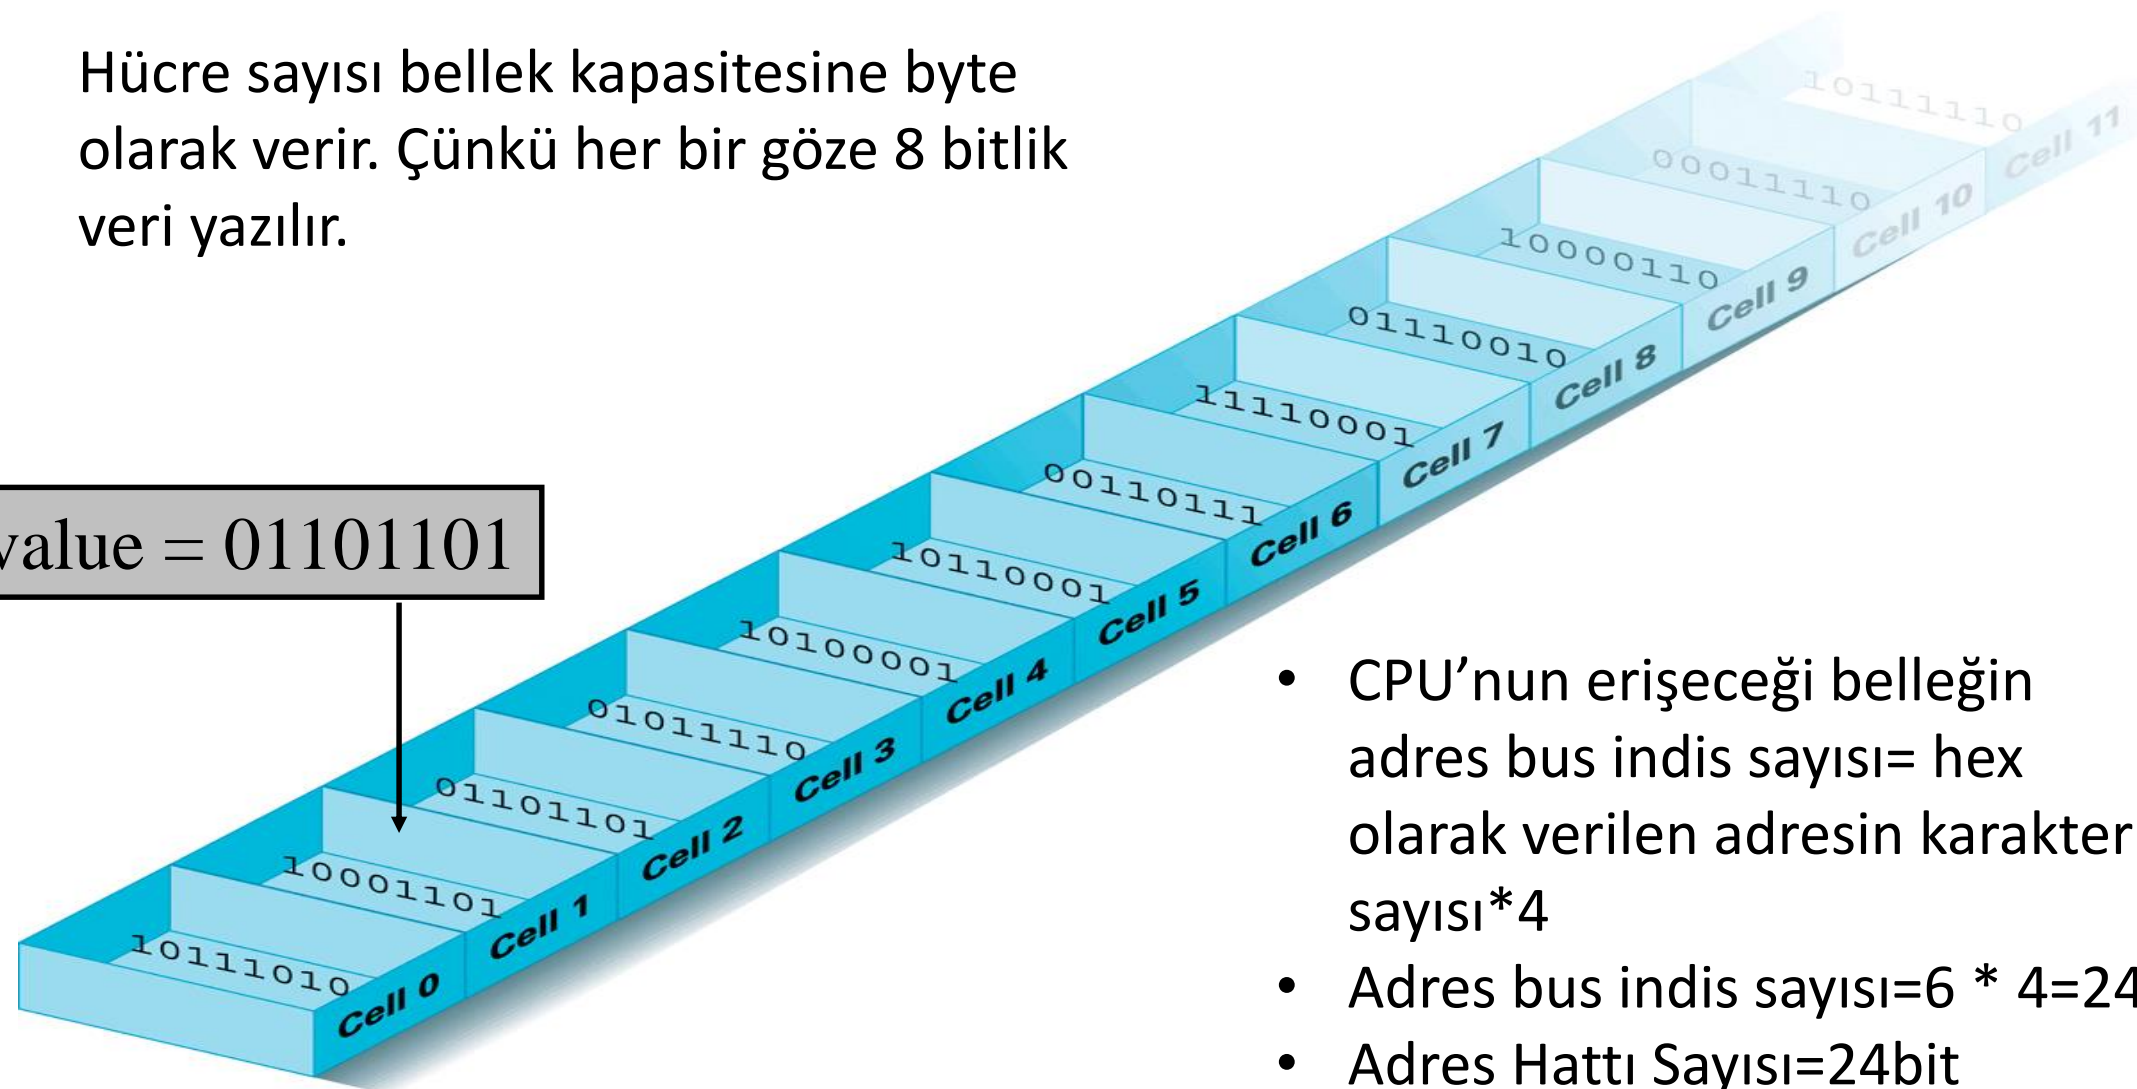 Hücre sayısı bellek kapasitesine byte
olarak verir. Çünkü her bir göze 8 bitlik
veri yazılır.
value = 01101101
10111110
Cell 11
00011110
Cell 10
10000110
Cell 9
01110010
Cell 8
11110001
Cell 7
00110111
Cell 6
10110001
Cell 5
10100001
Cell 4
01011110
Cell 3
01101101
Cell 2
10001101
Cell 1
10111010
Cell 0
• CPU’nun erişeceği belleğin
adres bus indis sayısı= hex
olarak verilen adresin karakter
sayısı*4
• Adres bus indis sayısı=6 * 4=24
• Adres Hattı Sayısı=24bit